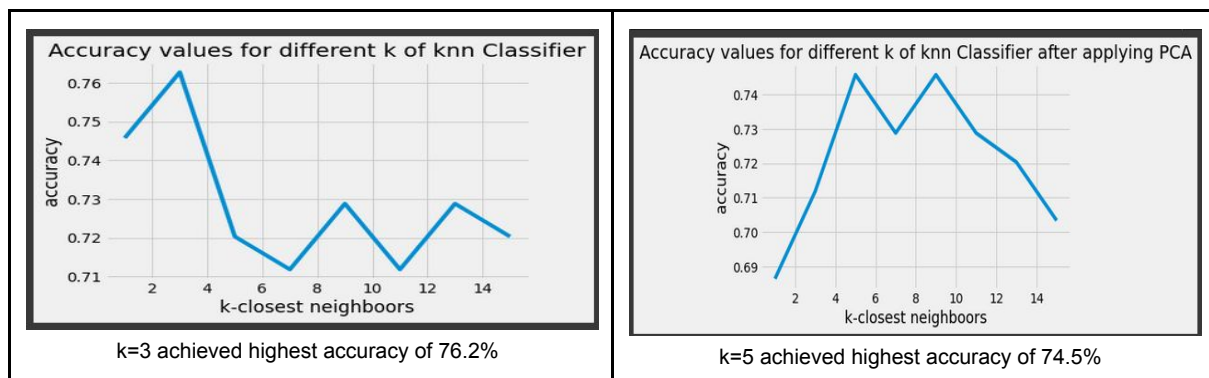 Accuracy values for different k of knn Classifier
0.76
0.75
0.74
0.73
0.72
0.71
accuracy
2 4 6 8 10 12 14
k-closest neighboors
k=3 achieved highest accuracy of 76.2%
Accuracy values for different k of knn Classifier after applying PCA
0.74
0.73
0.72
0.71
0.70
0.69
accuracy
2 4 6 8 10 12 14
k-closest neighboors
k=5 achieved highest accuracy of 74.5%